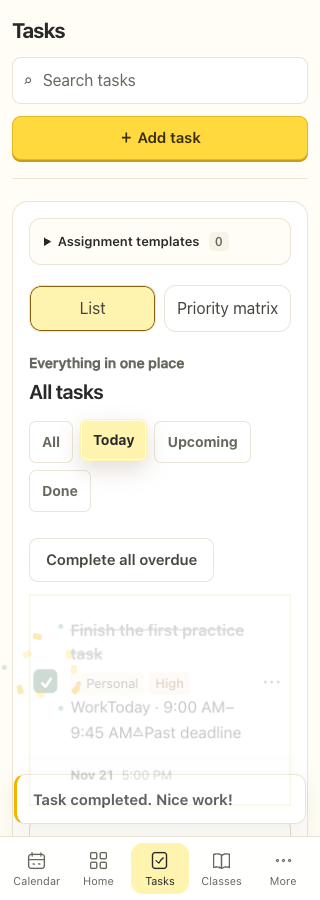 Tasks
Search tasks
+ Add task
Assignment templates 0
List
Priority matrix
Everything in one place
All tasks
All
Today
Upcoming
Done
Complete all overdue
Finish the first practice
task
Personal High
WorkToday · 9:00 AM–
9:45 AM⚠Past deadline
Nov 21 5:00 PM
Task completed. Nice work!
Calendar
Home
Tasks
Classes
More